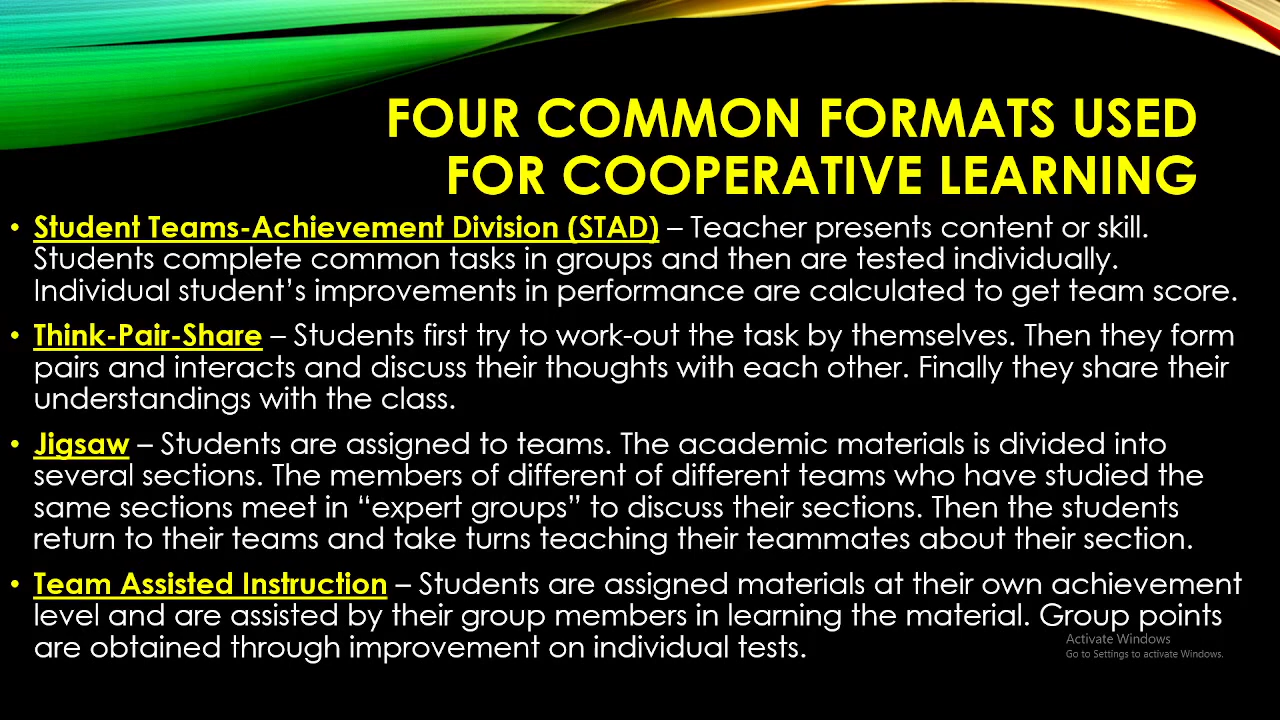 FOUR COMMON FORMATS USED
FOR COOPERATIVE LEARNING
• Student Teams-Achievement Division (STAD) – Teacher presents content or skill.
Students complete common tasks in groups and then are tested individually.
Individual student’s improvements in performance are calculated to get team score.
• Think-Pair-Share – Students first try to work-out the task by themselves. Then they form
pairs and interacts and discuss their thoughts with each other. Finally they share their
understandings with the class.
• Jigsaw – Students are assigned to teams. The academic materials is divided into
several sections. The members of different of different teams who have studied the
same sections meet in “expert groups” to discuss their sections. Then the students
return to their teams and take turns teaching their teammates about their section.
• Team Assisted Instruction – Students are assigned materials at their own achievement
level and are assisted by their group members in learning the material. Group points
are obtained through improvement on individual tests.
Activate Windows
Go to Settings to activate Windows.